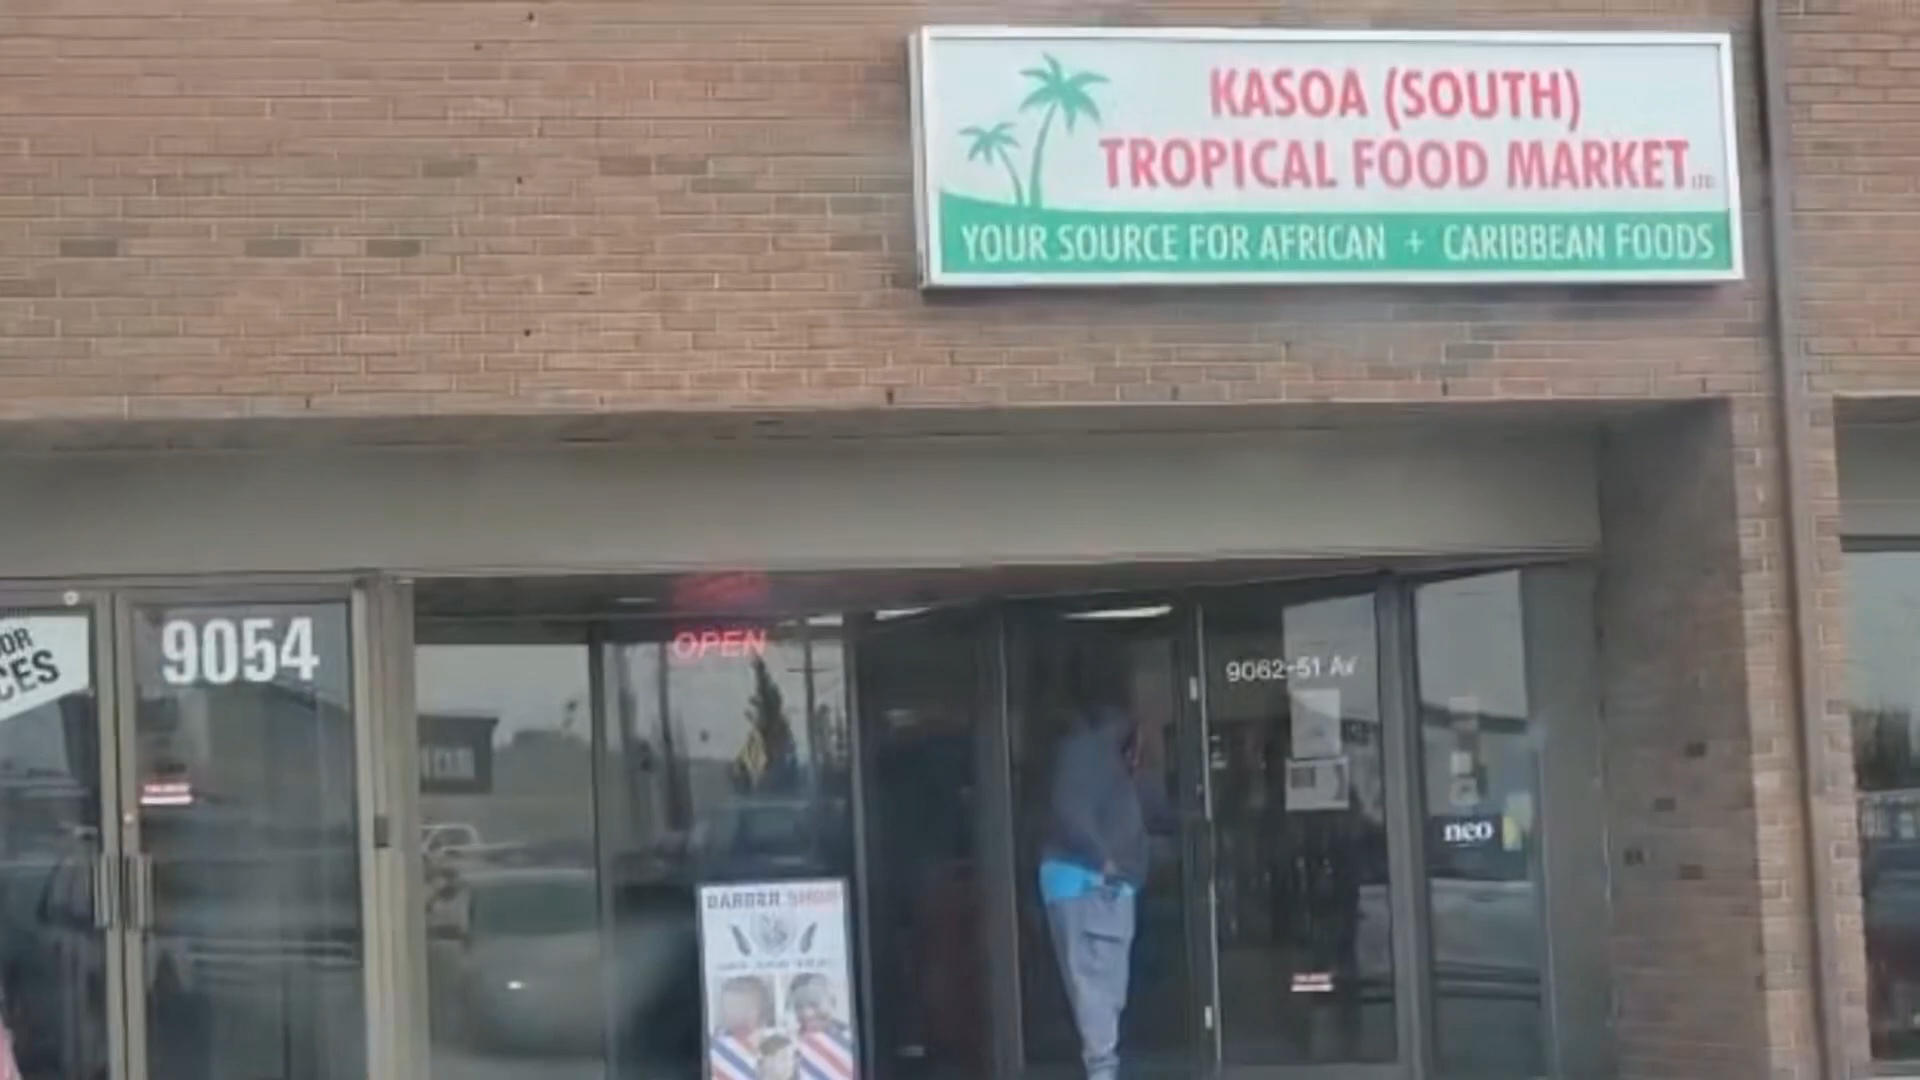 KASOA (SOUTH)
TROPICAL FOOD MARKET LTD.
YOUR SOURCE FOR AFRICAN + CARIBBEAN FOODS
9054
OPEN
9062-51 Av
neo
BARBER SHOP